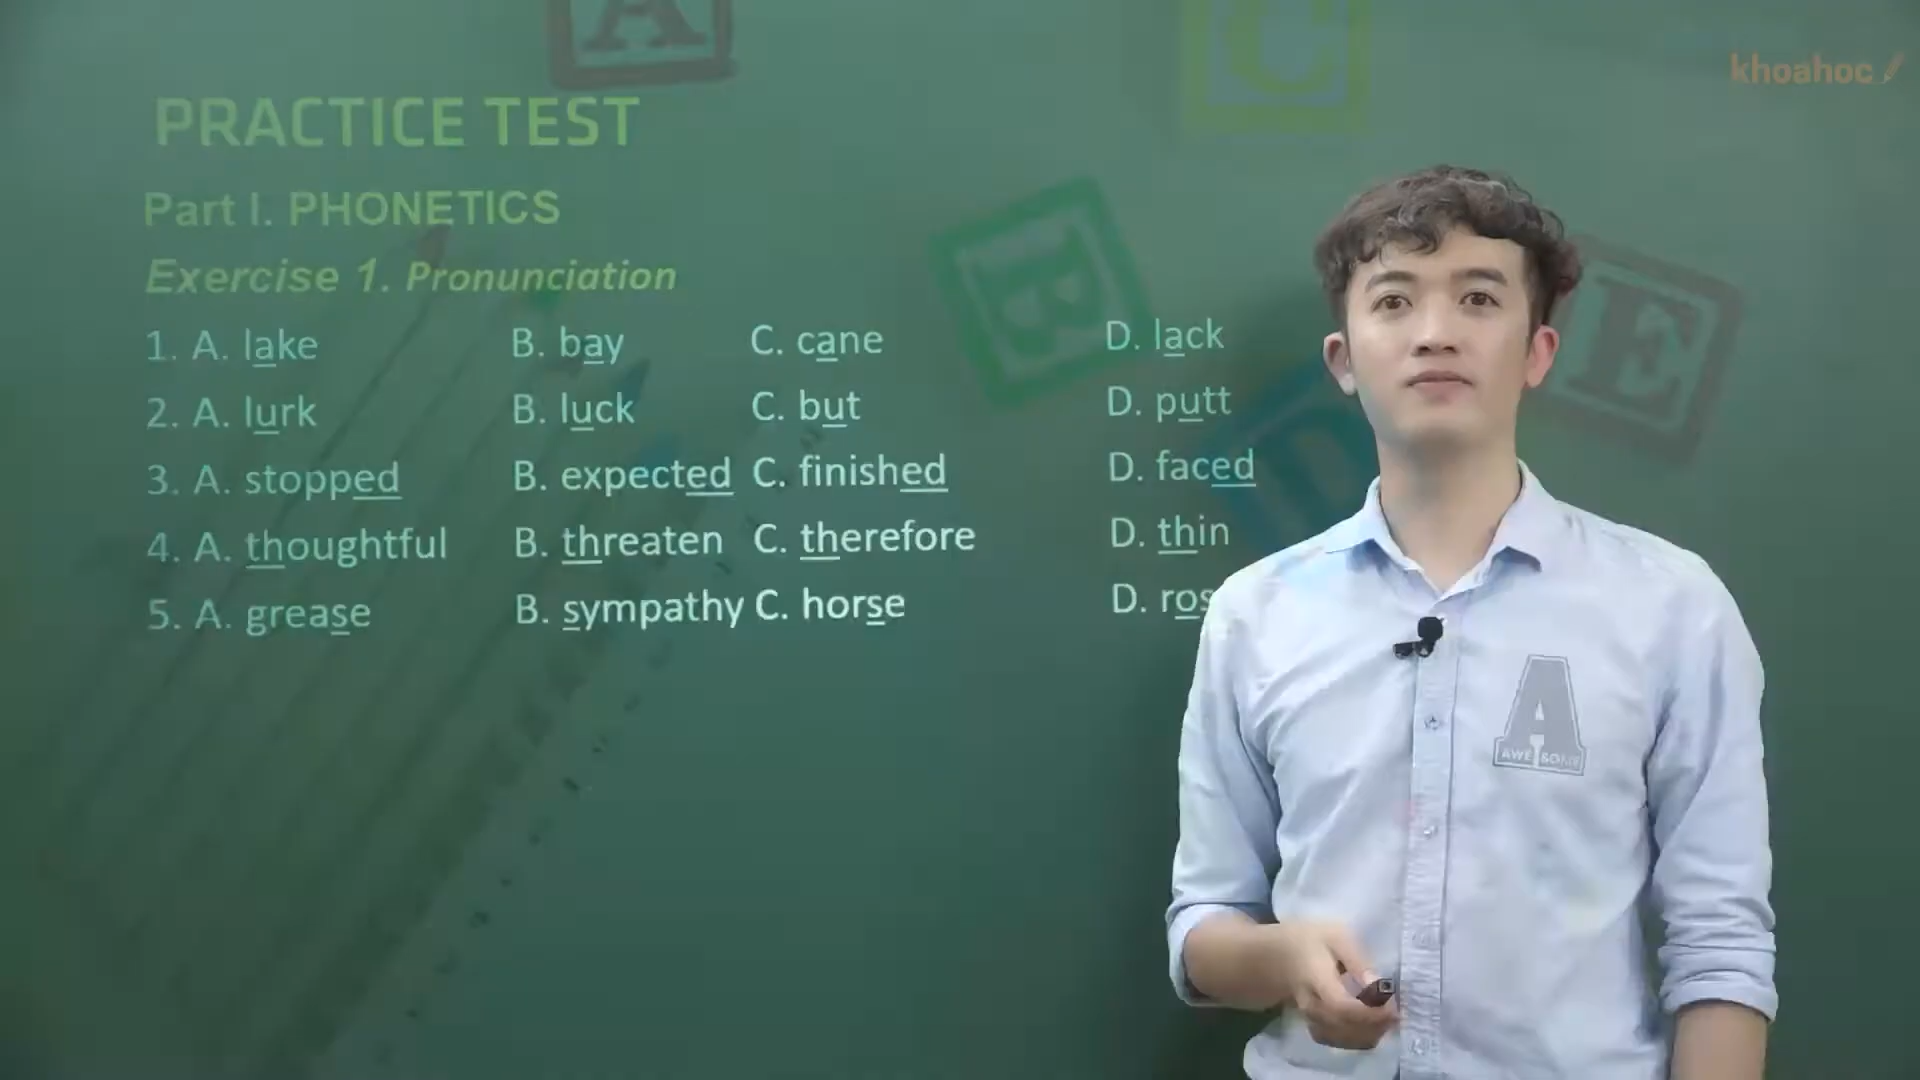 khoahoc
PRACTICE TEST
Part I. PHONETICS
Exercise 1. Pronunciation
1. A. lake B. bay C. cane D. lack
2. A. lurk B. luck C. but D. putt
3. A. stopped B. expected C. finished D. faced
4. A. thoughtful B. threaten C. therefore D. thin
5. A. grease B. sympathy C. horse D.
A
C
B
E
A
AWESOME